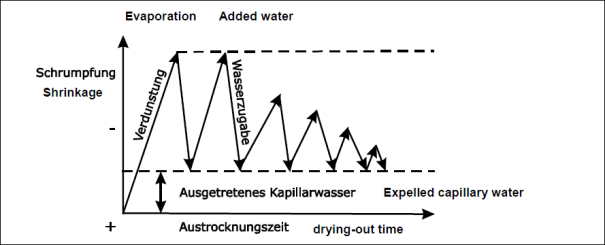 Evaporation Added water
Schrumpfung
Shrinkage
Verdunstung
Wasserzugabe
-
Ausgetretenes Kapillarwasser Expelled capillary water
+
Austrocknungszeit drying-out time